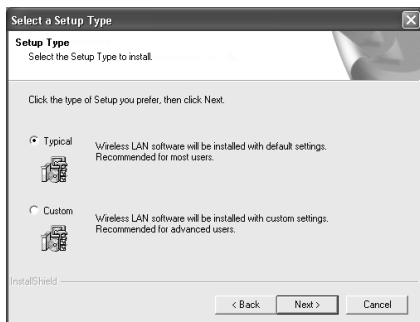 Select a Setup Type
Setup Type
Select the Setup Type to install.
Click the type of Setup you prefer, then click Next.
Typical
Wireless LAN software will be installed with default settings.
Recommended for most users.
Custom
Wireless LAN software will be installed with custom settings.
Recommended for advanced users.
InstallShield
< Back Next > Cancel